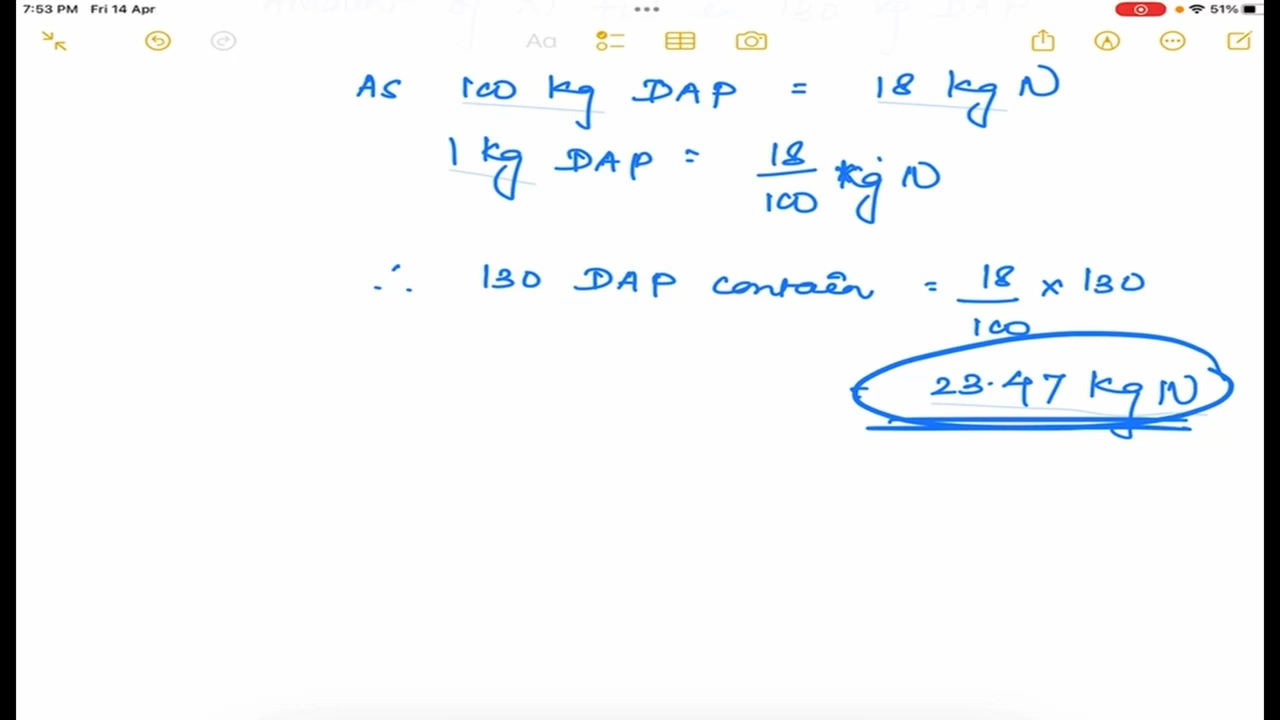 7:53 PM Fri 14 Apr
51%
Aa
As 100 kg DAP = 18 kg N
1 kg DAP = 18/100 kg N
∴ 130 DAP contain = 18/100 × 130
= 23.47 kg N